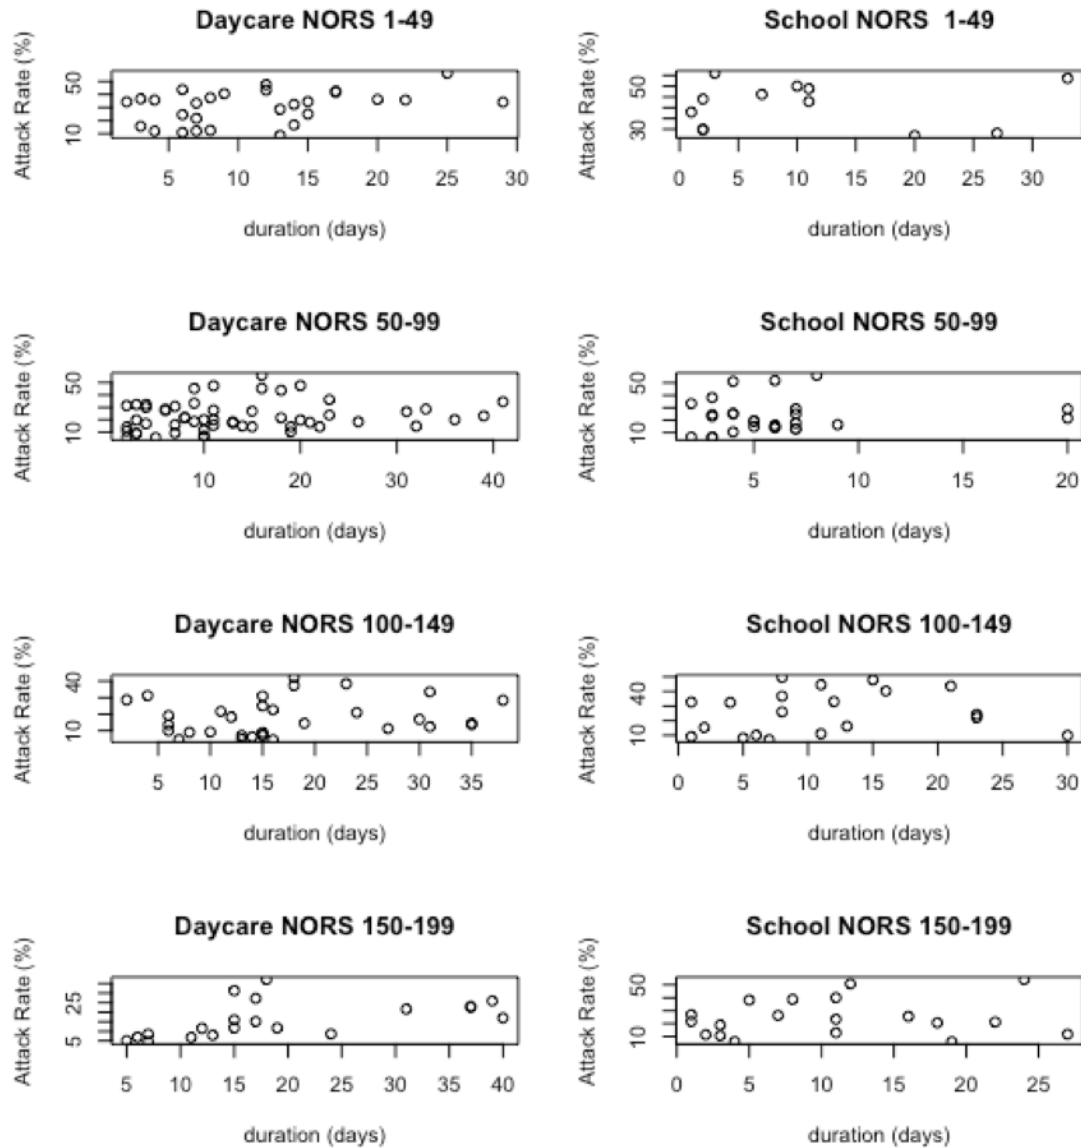 Daycare NORS 1-49
Attack Rate (%)
10 50
5 10 15 20 25 30
duration (days)
School NORS 1-49
Attack Rate (%)
30 50
0 5 10 15 20 25 30
duration (days)
Daycare NORS 50-99
Attack Rate (%)
10 50
10 20 30 40
duration (days)
School NORS 50-99
Attack Rate (%)
10 50
5 10 15 20
duration (days)
Daycare NORS 100-149
Attack Rate (%)
10 40
5 10 15 20 25 30 35
duration (days)
School NORS 100-149
Attack Rate (%)
10 40
0 5 10 15 20 25 30
duration (days)
Daycare NORS 150-199
Attack Rate (%)
5 25
5 10 15 20 25 30 35 40
duration (days)
School NORS 150-199
Attack Rate (%)
10 50
0 5 10 15 20 25
duration (days)